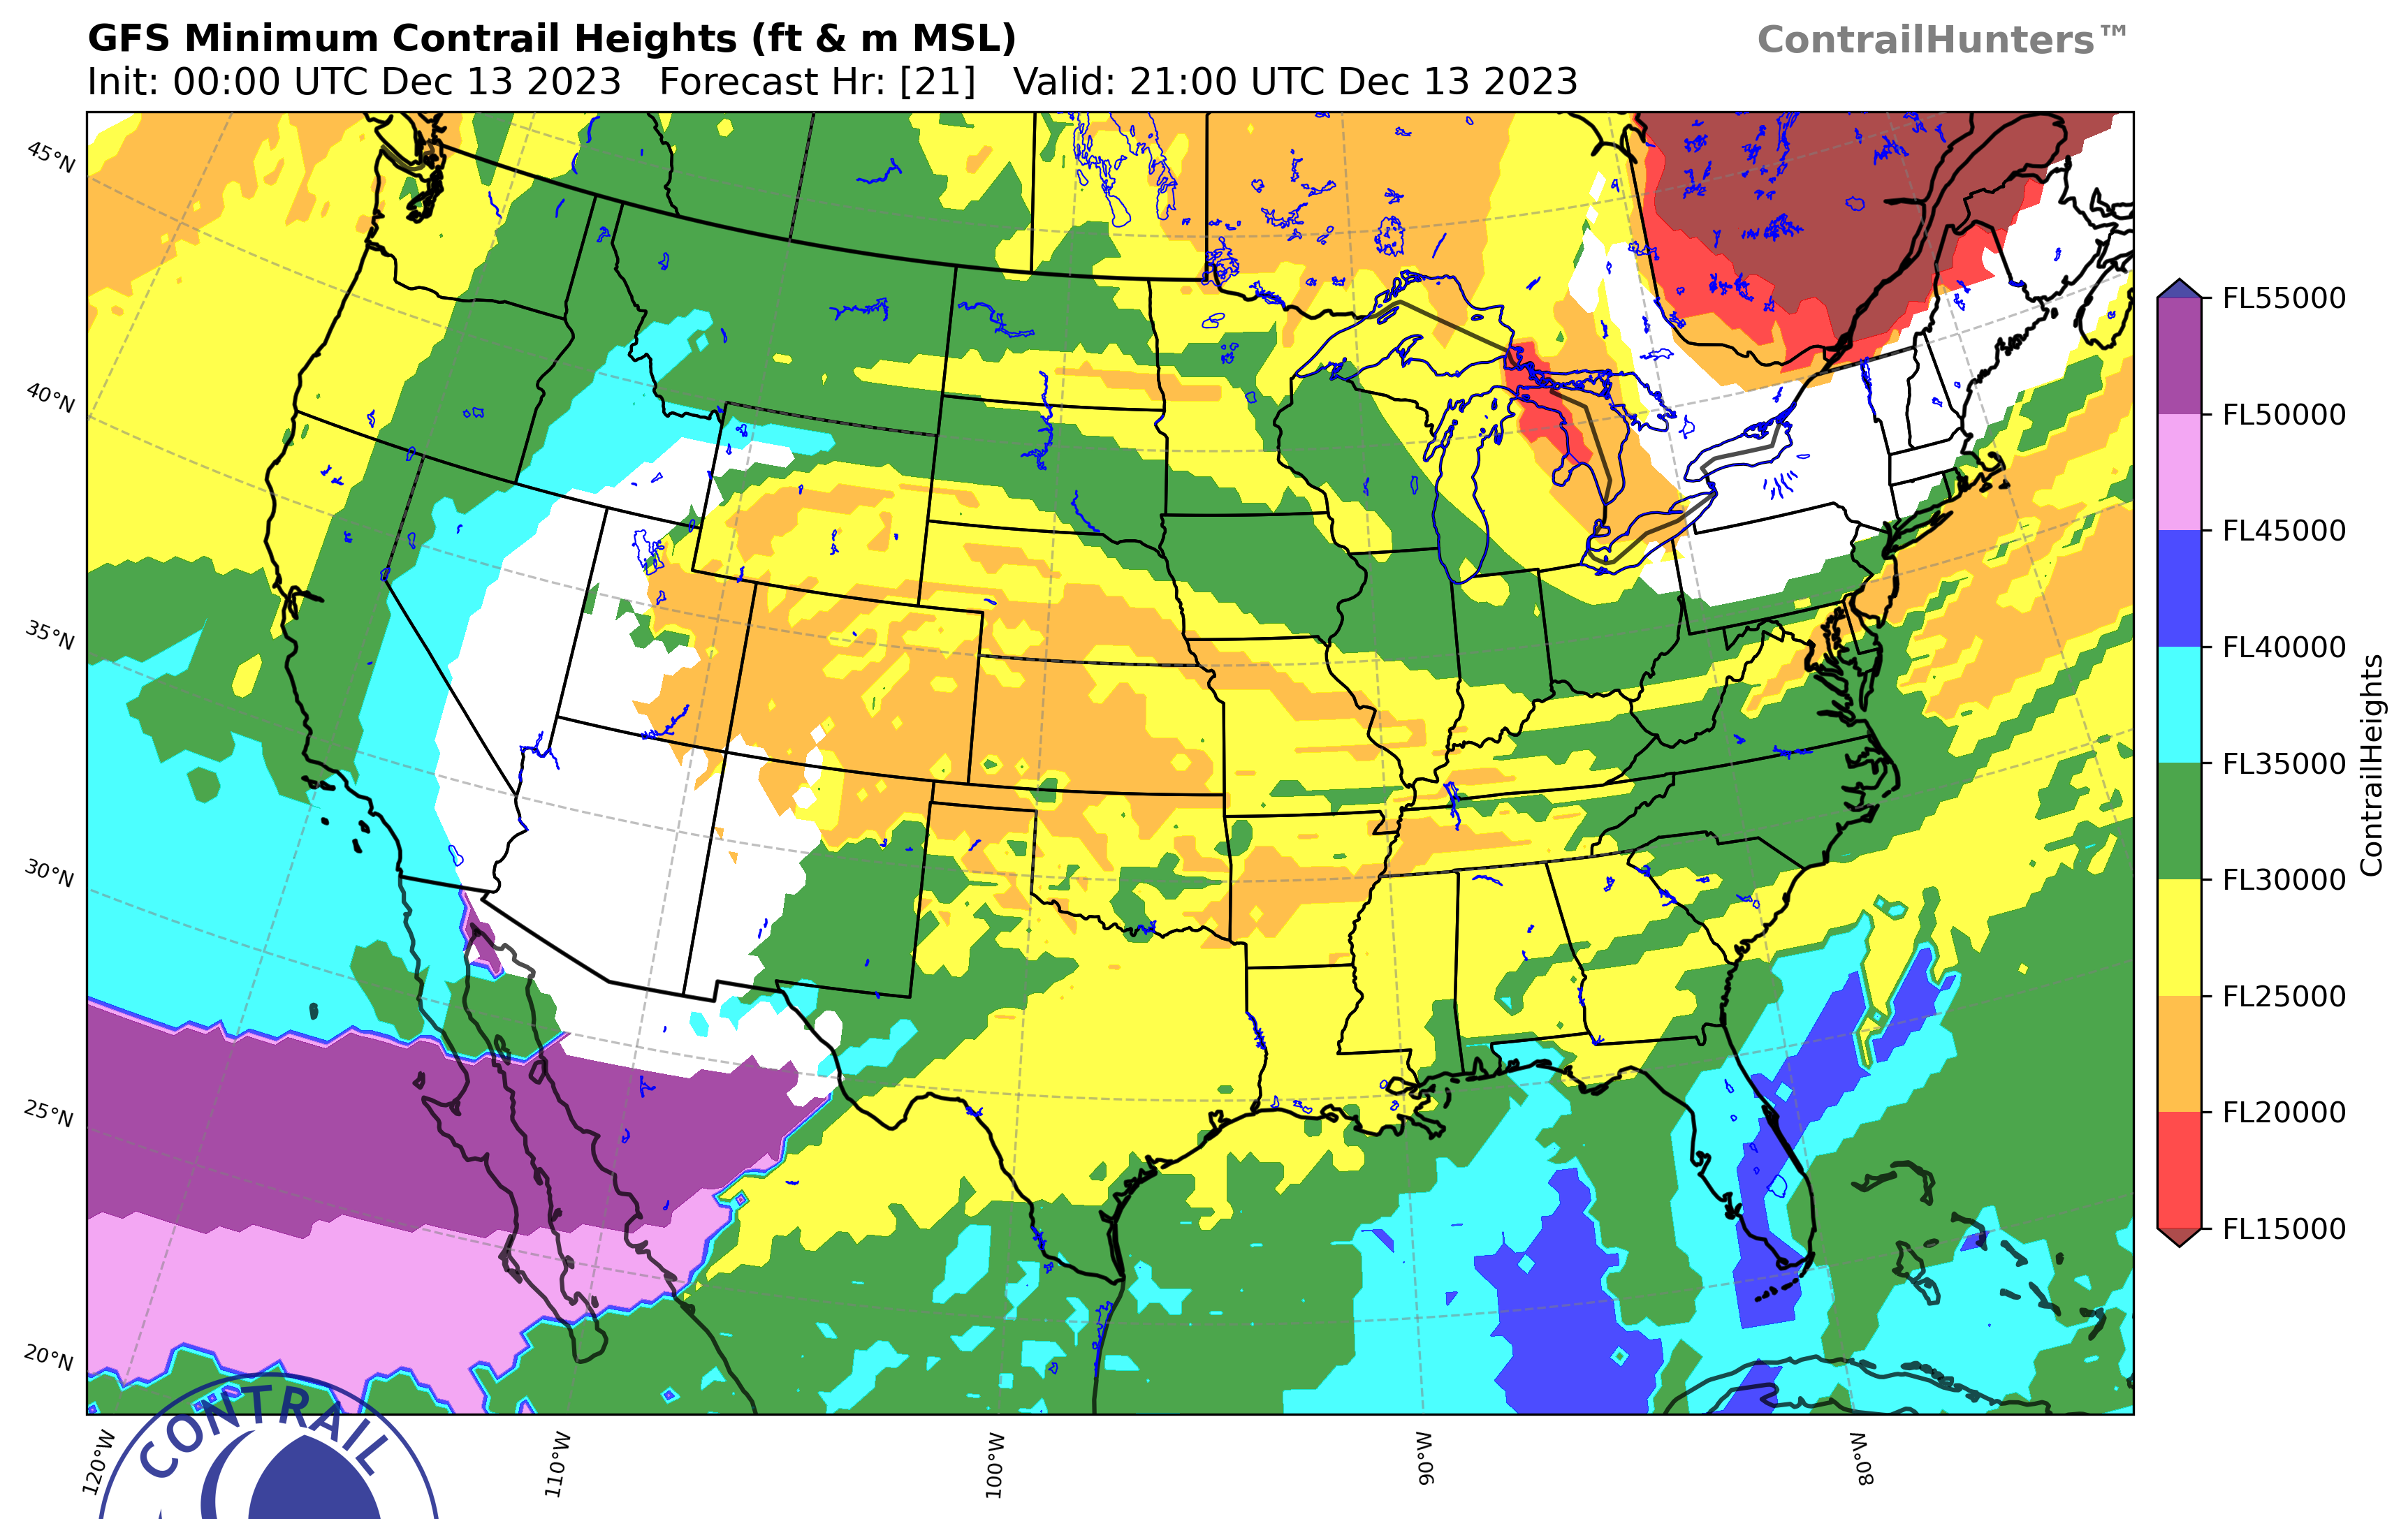 GFS Minimum Contrail Heights (ft & m MSL)
ContrailHunters™
Init: 00:00 UTC Dec 13 2023 Forecast Hr: [21] Valid: 21:00 UTC Dec 13 2023
45°N
40°N
35°N
30°N
25°N
20°N
120°W
110°W
100°W
90°W
80°W
FL55000
FL50000
FL45000
FL40000
FL35000
FL30000
FL25000
FL20000
FL15000
ContrailHeights
CONTRAIL